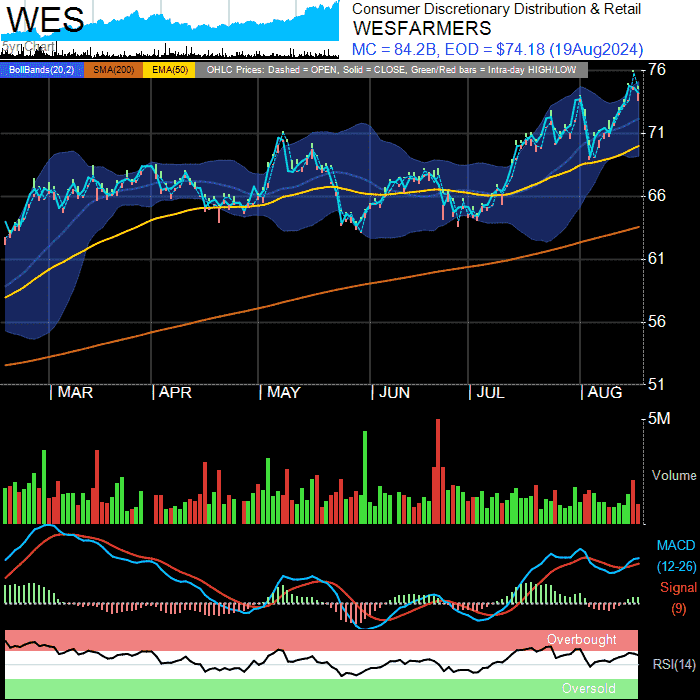 WES
Consumer Discretionary Distribution & Retail
WESFARMERS
MC = 84.2B, EOD = $74.18 (19Aug2024)
BollBands(20,2) SMA(200) EMA(50) OHLC Prices: Dashed = OPEN, Solid = CLOSE, Green/Red bars = Intra-day HIGH/LOW
76
71
66
61
56
51
MAR APR MAY JUN JUL AUG
5M
Volume
MACD
(12-26)
Signal
(9)
Overbought
RSI(14)
Oversold